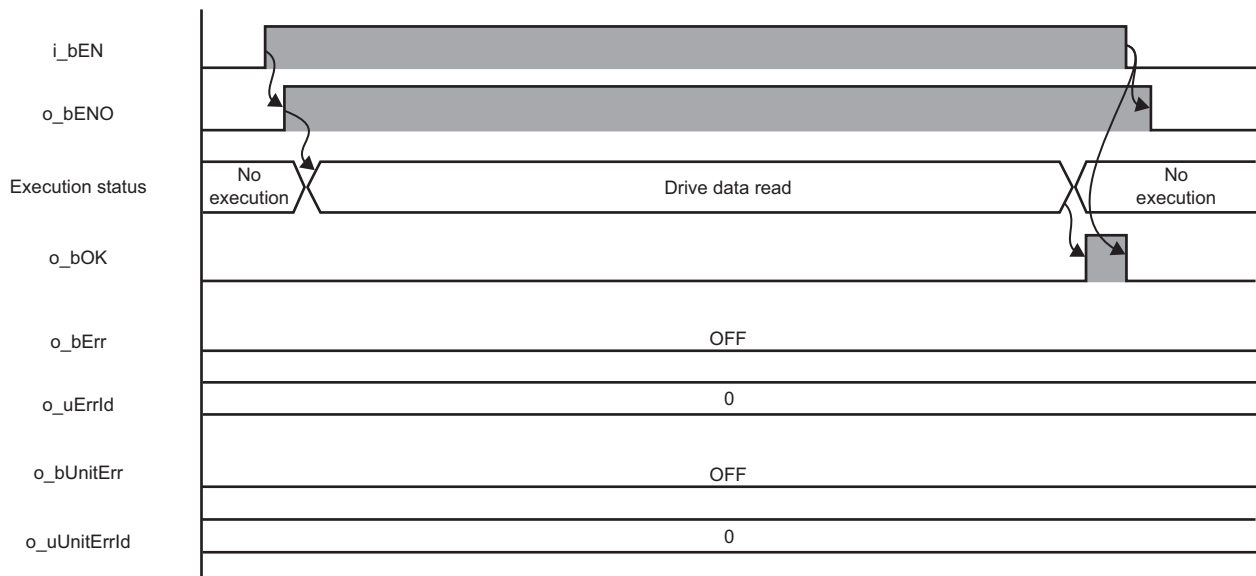 i_bEN
o_bENO
Execution status
No
execution
Drive data read
No
execution
o_bOK
o_bErr
OFF
o_uErrId
0
o_bUnitErr
OFF
o_uUnitErrId
0